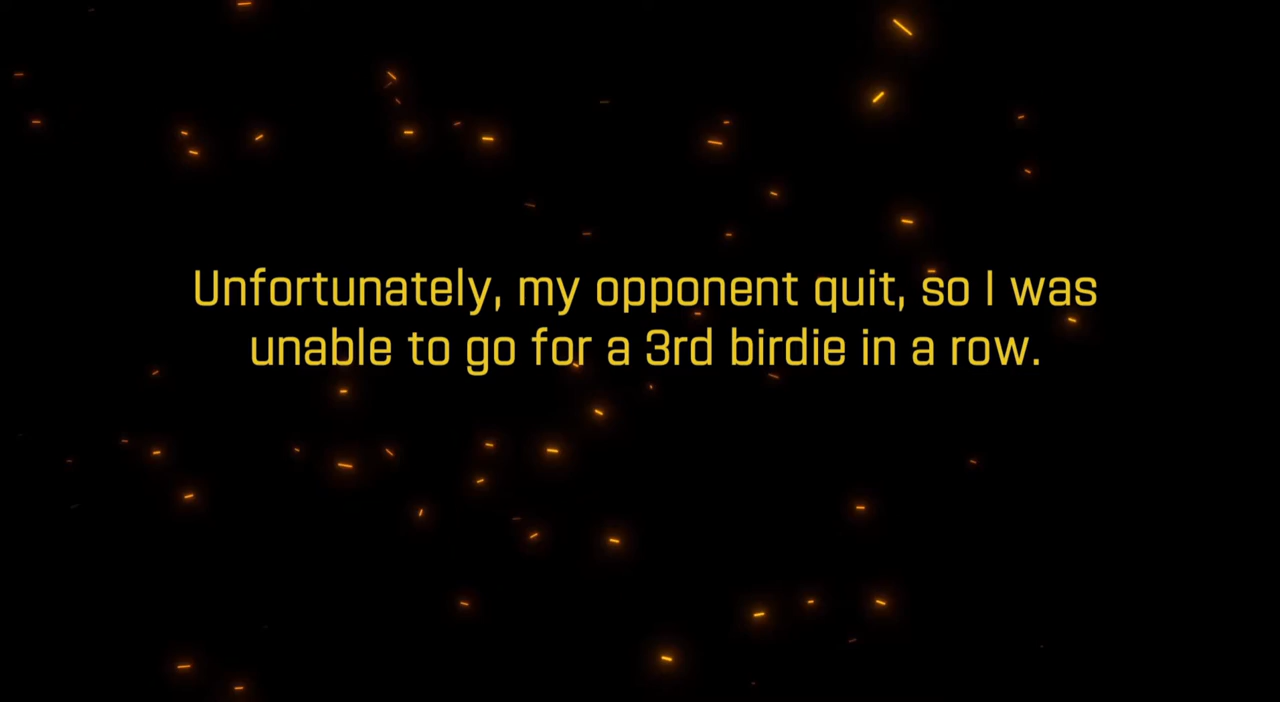 Unfortunately, my opponent quit, so I was
unable to go for a 3rd birdie in a row.